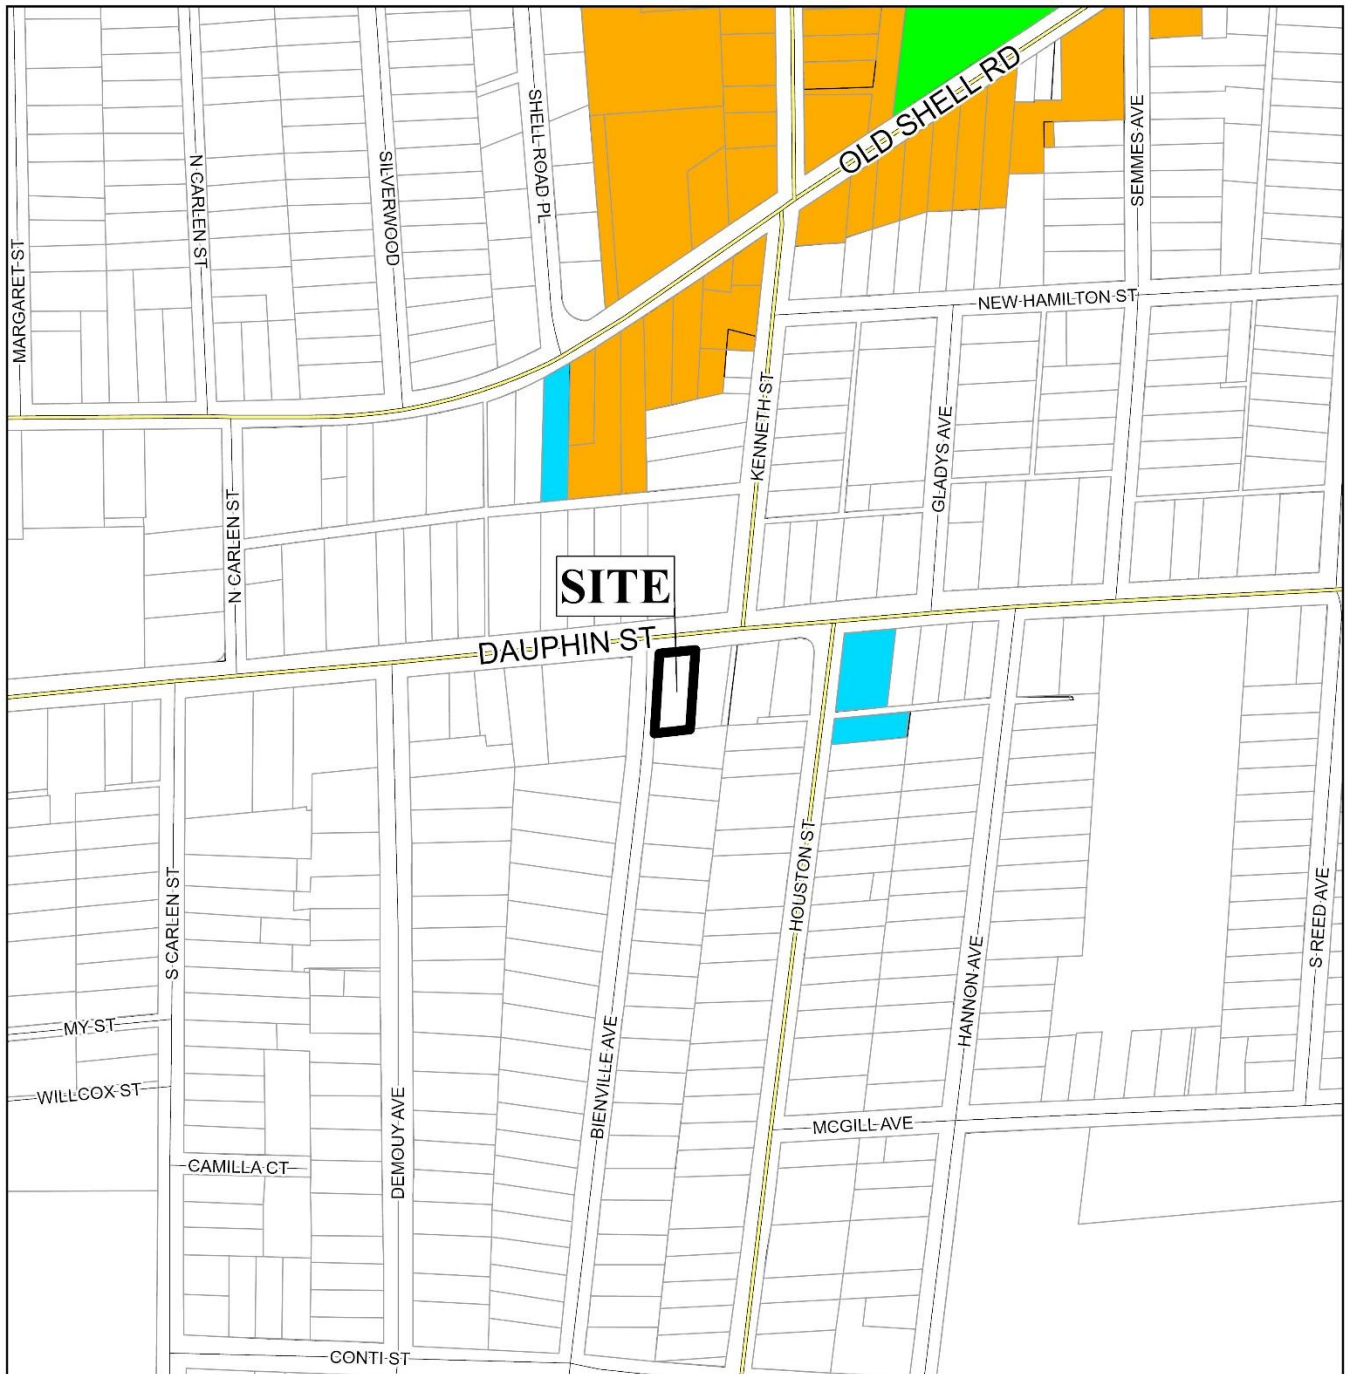 OLD SHELL RD
SHELL ROAD PL
SEMMES AVE
N CARLEN ST
SILVERWOOD
MARGARET ST
NEW HAMILTON ST
KENNETH ST
GLADYS AVE
N CARLEN ST
SITE
DAUPHIN ST
HOUSTON ST
S CARLEN ST
S REED AVE
HANNON AVE
MY ST
BIENVILLE AVE
WILLCOX ST
DEMOUY AVE
MCGILL AVE
CAMILLA CT
CONTI ST